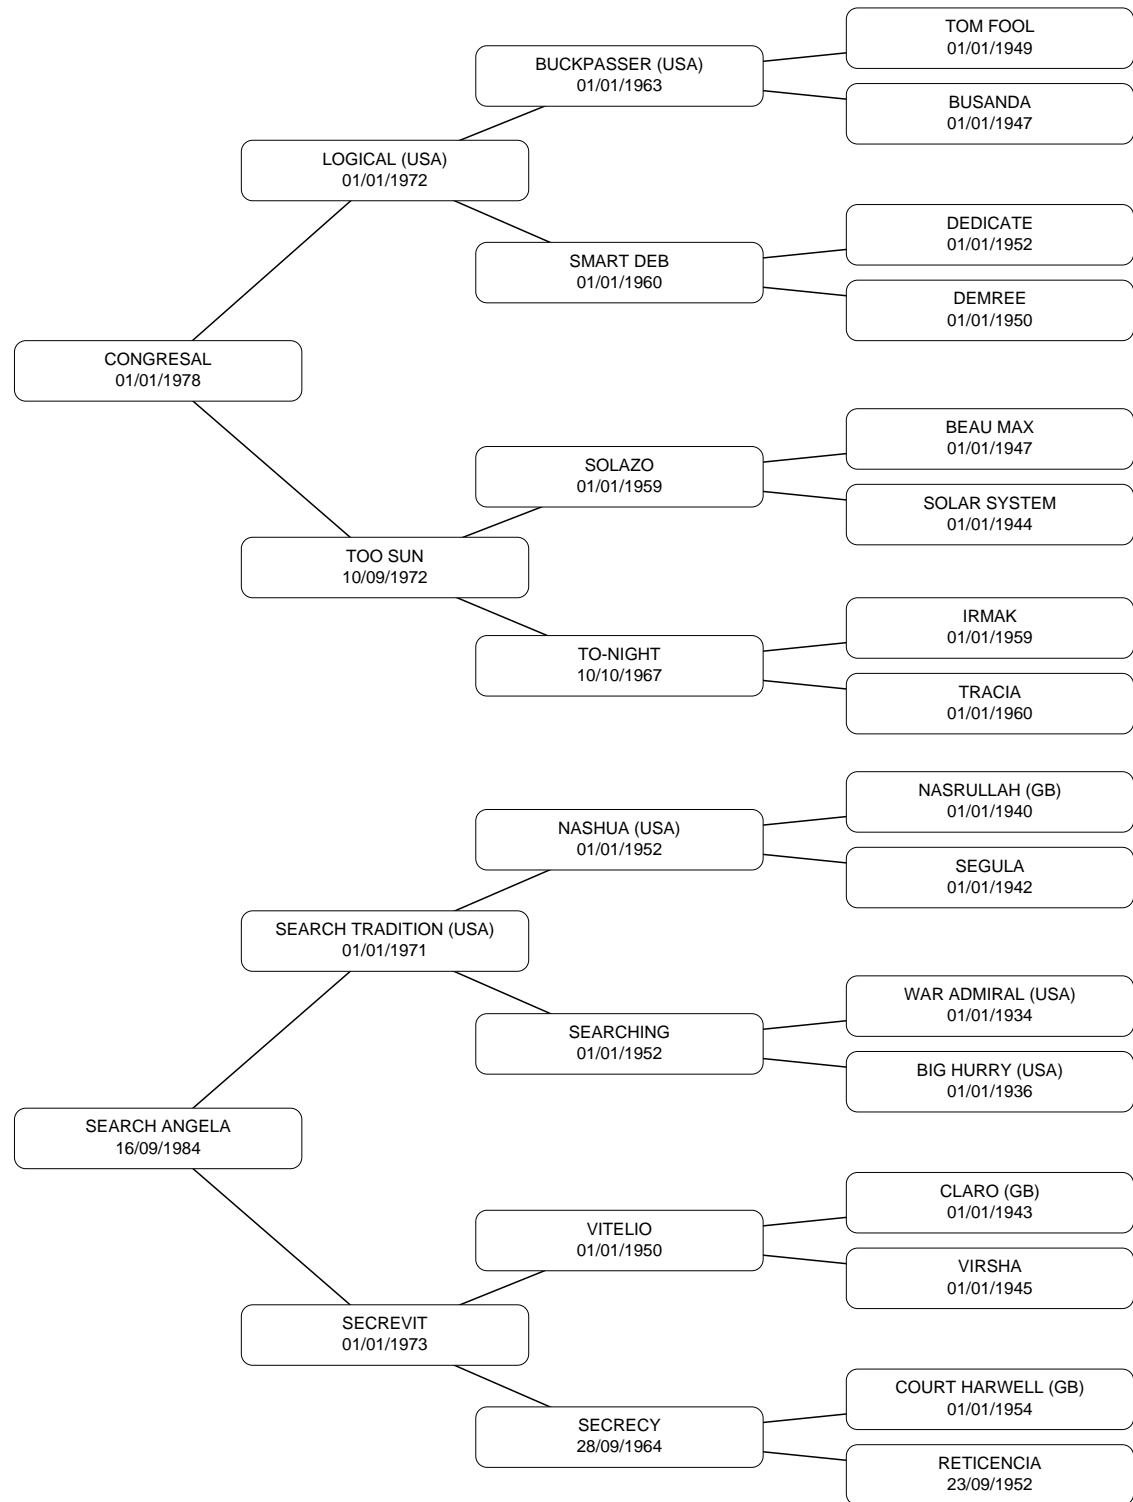 TOM FOOL
01/01/1949
BUCKPASSER (USA)
01/01/1963
BUSANDA
01/01/1947
LOGICAL (USA)
01/01/1972
DEDICATE
01/01/1952
SMART DEB
01/01/1960
DEMREE
01/01/1950
CONGRESAL
01/01/1978
BEAU MAX
01/01/1947
SOLAZO
01/01/1959
SOLAR SYSTEM
01/01/1944
TOO SUN
10/09/1972
IRMAK
01/01/1959
TO-NIGHT
10/10/1967
TRACIA
01/01/1960
NASRULLAH (GB)
01/01/1940
NASHUA (USA)
01/01/1952
SEGULA
01/01/1942
SEARCH TRADITION (USA)
01/01/1971
WAR ADMIRAL (USA)
01/01/1934
SEARCHING
01/01/1952
BIG HURRY (USA)
01/01/1936
SEARCH ANGELA
16/09/1984
CLARO (GB)
01/01/1943
VITELIO
01/01/1950
VIRSHA
01/01/1945
SECREVIT
01/01/1973
COURT HARWELL (GB)
01/01/1954
SECRECY
28/09/1964
RETICENCIA
23/09/1952